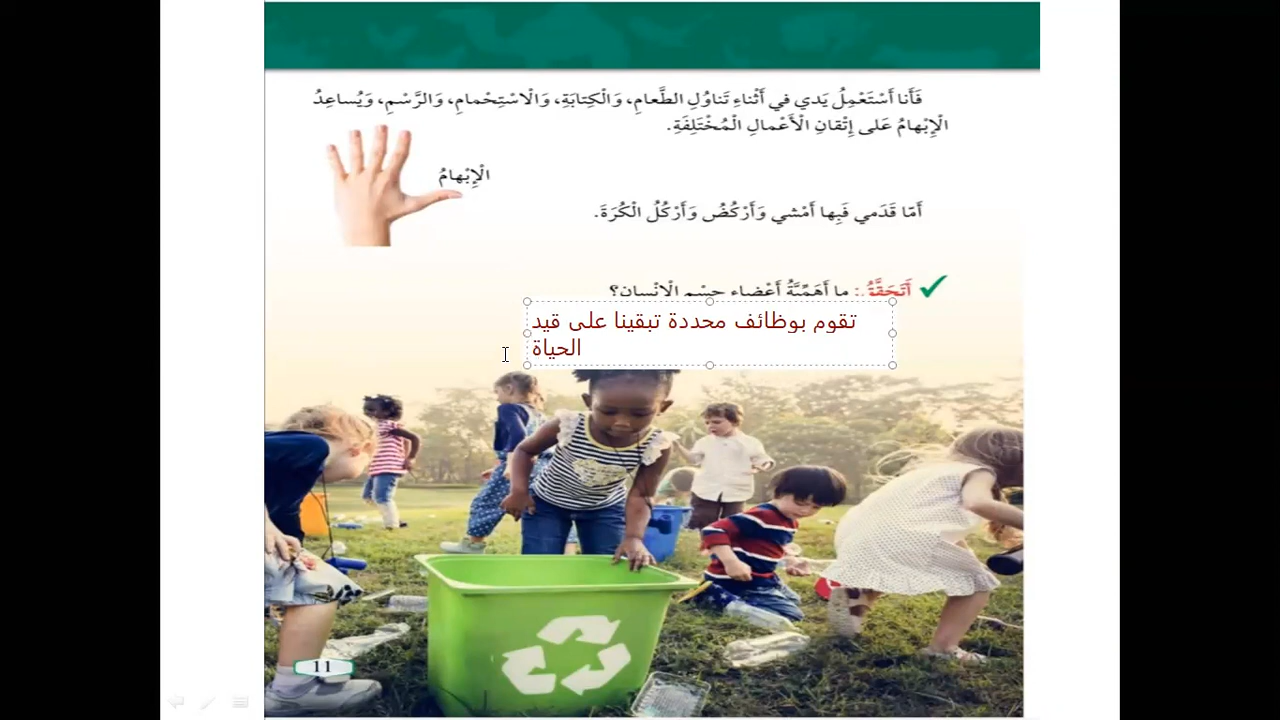 فَأَنا أَسْتَعْمِلُ يَدي في أَثْناءِ تَناوُلِ الطَّعامِ، وَالْكِتابَةِ، وَالْاسْتِحْمامِ، وَالرَّسْمِ، وَيُساعِدُ
الْإِبْهامُ عَلى إِتْقانِ الْأَعْمالِ الْمُخْتَلِفَةِ.
الْإِبْهامُ
أَمّا قَدَمي فَبِها أَمْشي وَأَرْكُضُ وَأَرْكُلُ الْكُرَةَ.
أَتَحَقَّقُ: ما أَهَمِّيَّةُ أَعْضاءِ جِسْمِ الْإِنْسانِ؟
تقوم بوظائف محددة تبقينا على قيد
الحياة
11